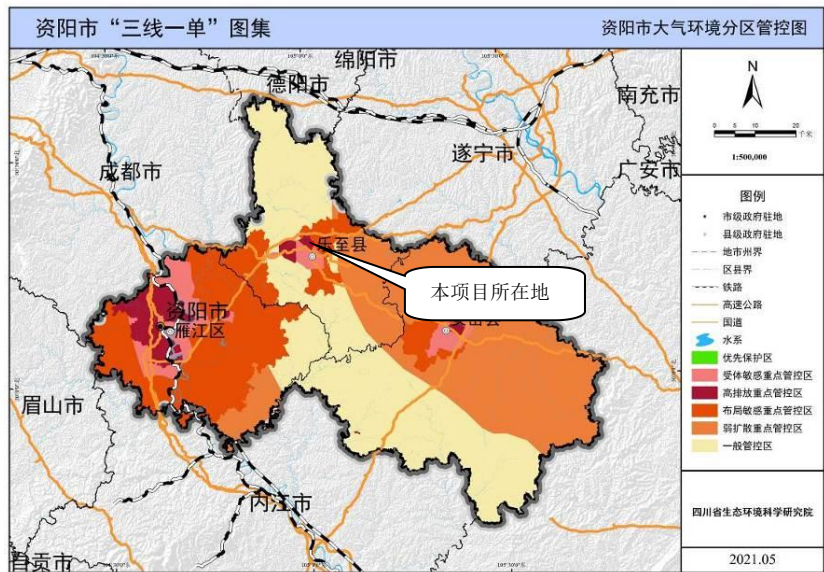 资阳市“三线一单”图集
资阳市大气环境分区管控图
绵阳市
德阳市
南充市
遂宁市
成都市
广安市
乐至县
本项目所在地
资阳市
雁江区
眉山市
内江市
自贡市
N
0 5 10 20
千米
1:500,000
图例
市级政府驻地
县级政府驻地
地市州界
区县界
铁路
高速公路
国道
水系
优先保护区
受体敏感重点管控区
高排放重点管控区
布局敏感重点管控区
弱扩散重点管控区
一般管控区
四川省生态环境科学研究院
2021.05